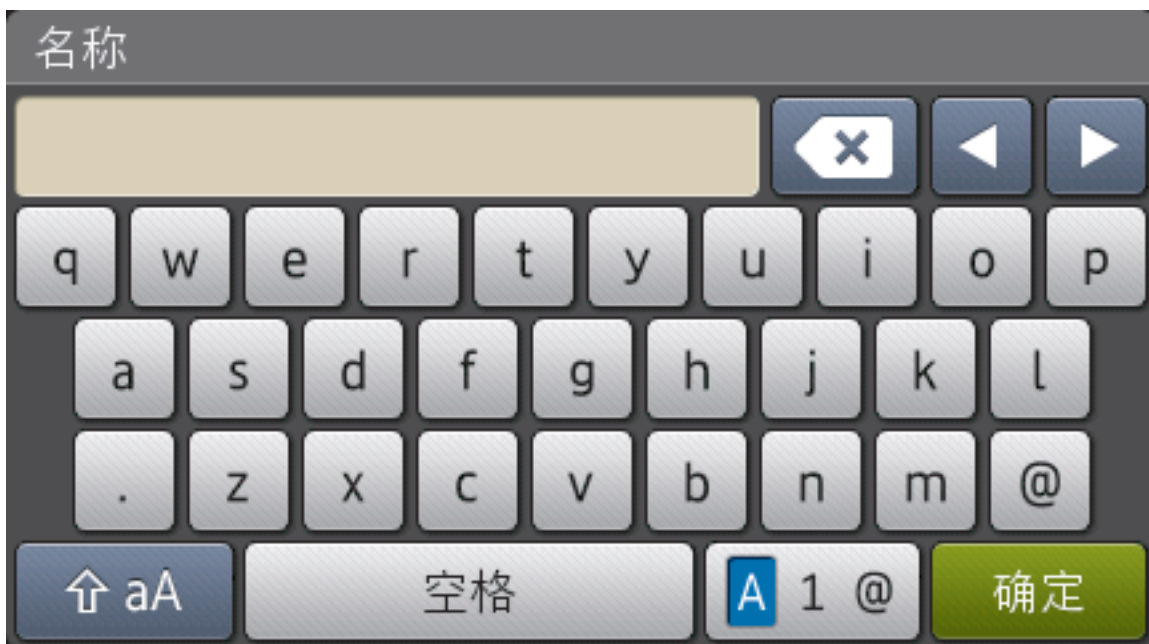 名称
q w e r t y u i o p
a s d f g h j k l
. z x c v b n m @
aA 空格 A 1 @ 确定